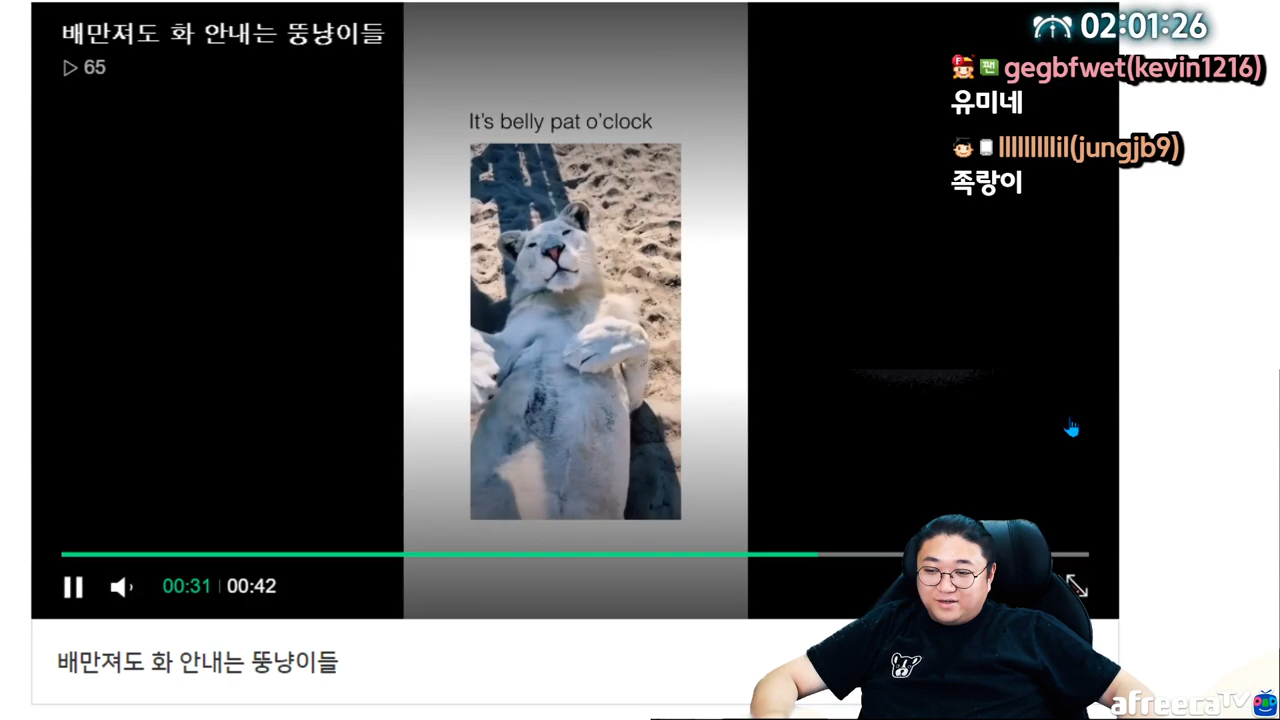 배만져도 화 안내는 뚱냥이들
65
It's belly pat o'clock
02:01:26
gegbfwet(kevin1216)
유미네
llllllllllil(jungjb9)
족랑이
00:31 00:42
배만져도 화 안내는 뚱냥이들
afreecaTV